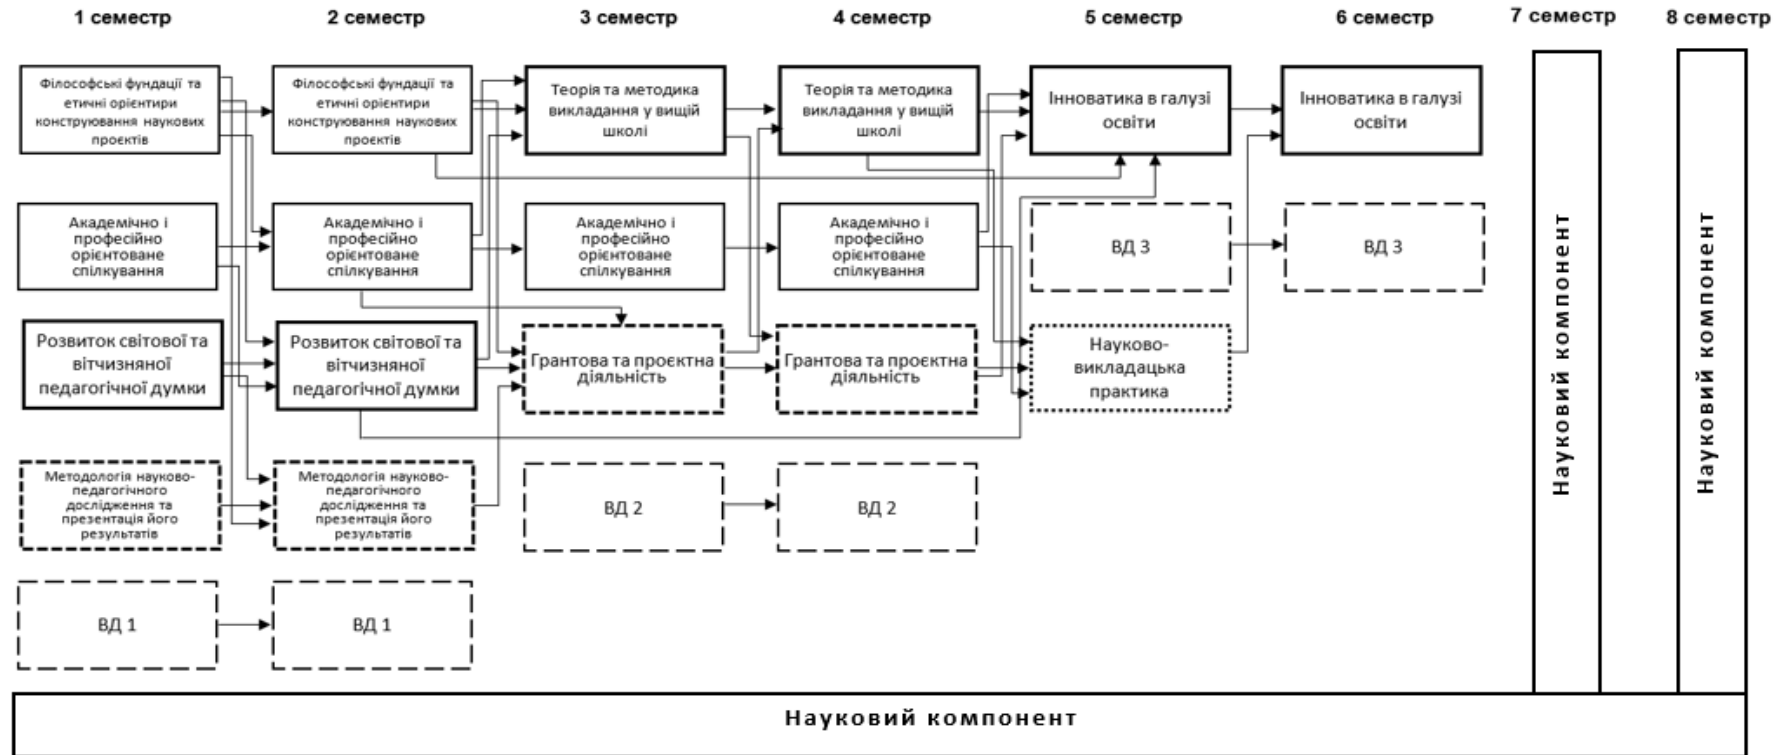 1 семестр
2 семестр
3 семестр
4 семестр
5 семестр
6 семестр
7 семестр
8 семестр
Філософські фундації та
етичні орієнтири
конструювання наукових
проєктів
Філософські фундації та
етичні орієнтири
конструювання наукових
проєктів
Теорія та методика
викладання у вищій
школі
Теорія та методика
викладання у вищій
школі
Інноватика в галузі
освіти
Інноватика в галузі
освіти
Академічно і
професійно
орієнтоване
спілкування
Академічно і
професійно
орієнтоване
спілкування
Академічно і
професійно
орієнтоване
спілкування
Академічно і
професійно
орієнтоване
спілкування
ВД 3
ВД 3
Розвиток світової та
вітчизняної
педагогічної думки
Розвиток світової та
вітчизняної
педагогічної думки
Грантова та проєктна
діяльність
Грантова та проєктна
діяльність
Науково-
викладацька
практика
Методологія науково-
педагогічного
дослідження та
презентація його
результатів
Методологія науково-
педагогічного
дослідження та
презентація його
результатів
ВД 2
ВД 2
ВД 1
ВД 1
Науковий компонент
Науковий компонент
Науковий компонент